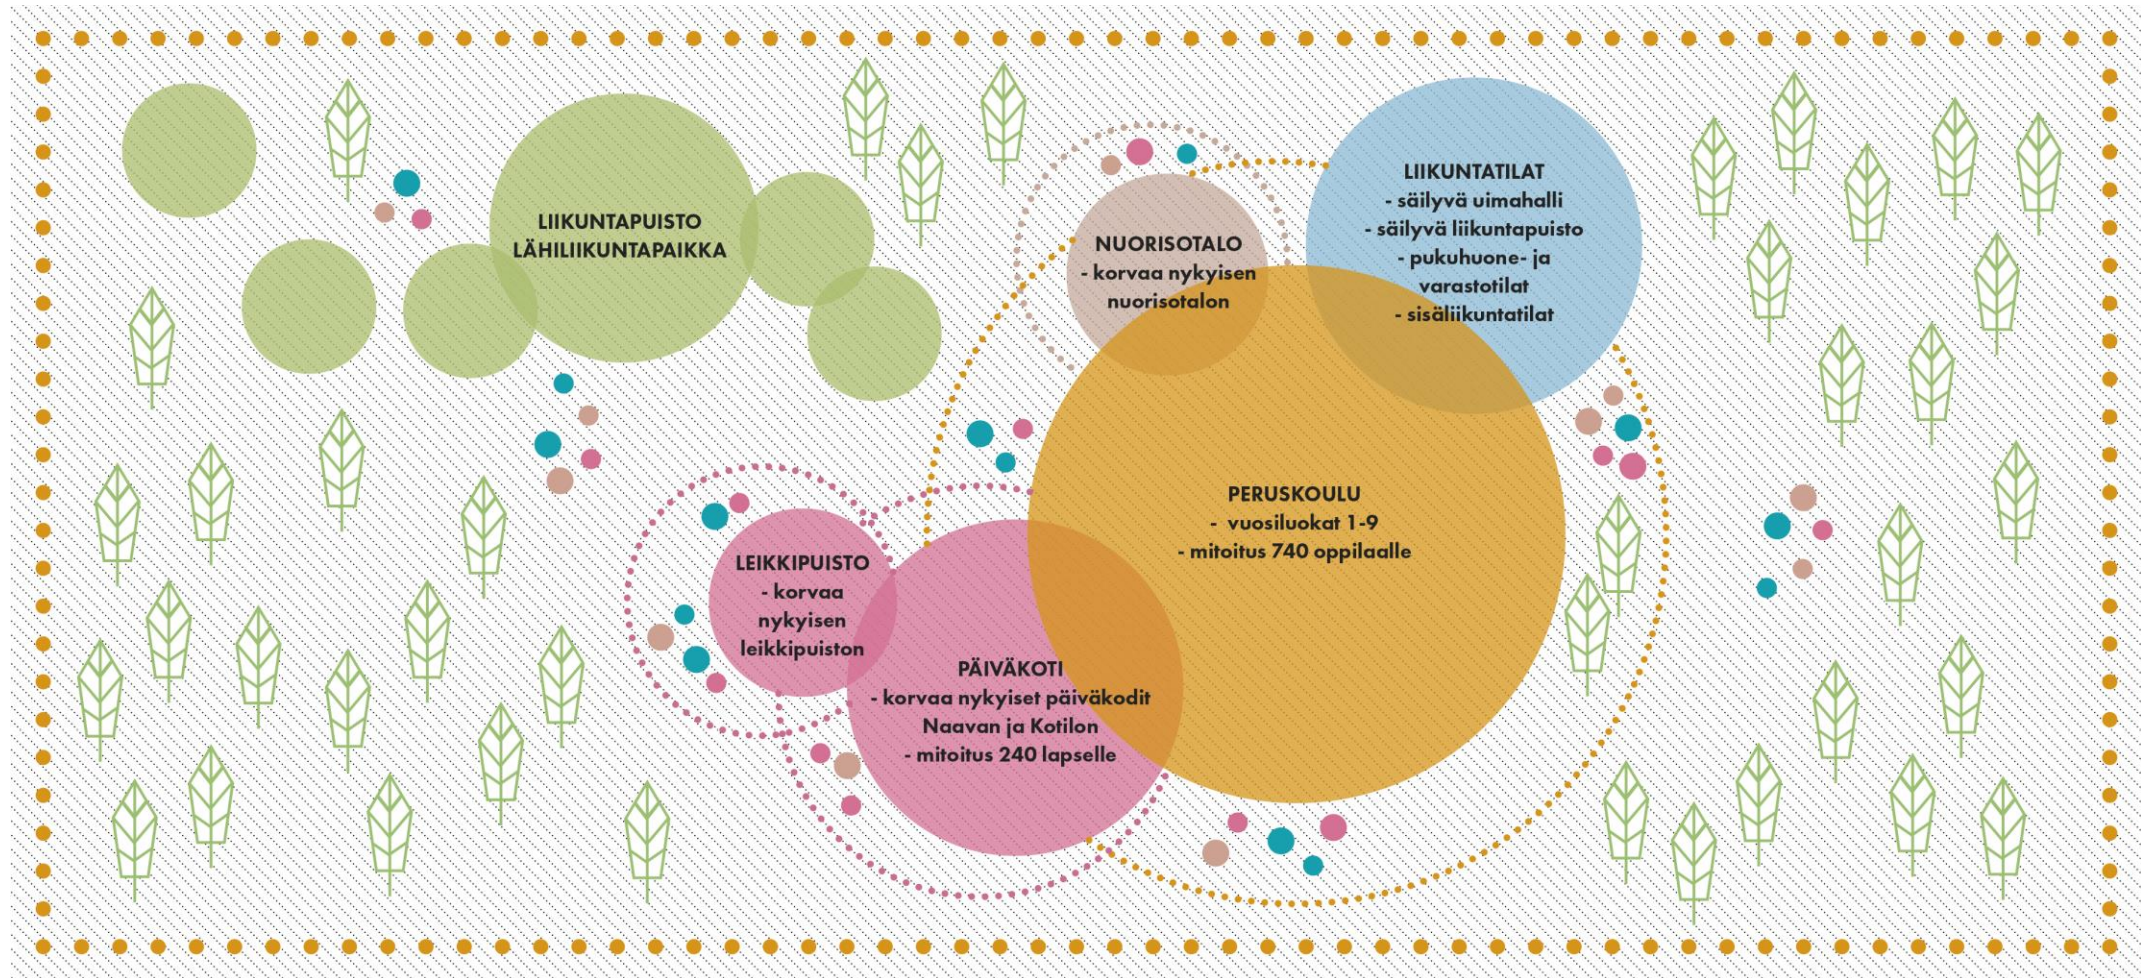 LIIKUNTAPUISTO
LÄHILIIKUNTAPAIKKA
NUORISOTALO
- korvaa nykyisen
nuorisotalon
LIIKUNTATILAT
- säilyvä uimahalli
- säilyvä liikuntapuisto
- pukuhuone- ja
varastotilat
- sisäliikuntatilat
PERUSKOULU
- vuosiluokat 1-9
- mitoitus 740 oppilaalle
LEIKKIPUISTO
- korvaa
nykyisen
leikkipuiston
PÄIVÄKOTI
- korvaa nykyiset päiväkodit
Naavan ja Kotilon
- mitoitus 240 lapselle